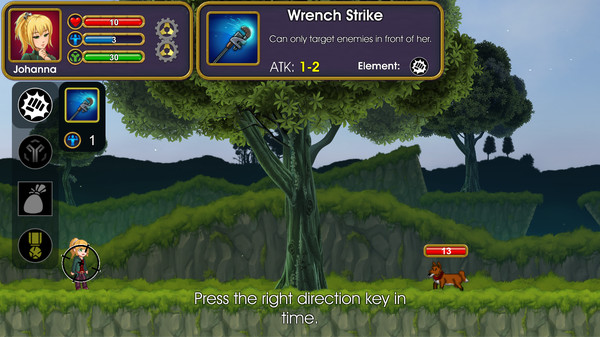 10
3
30
Johanna
Wrench Strike
Can only target enemies in front of her.
ATK: 1-2
Element:
1
13
Press the right direction key in
time.